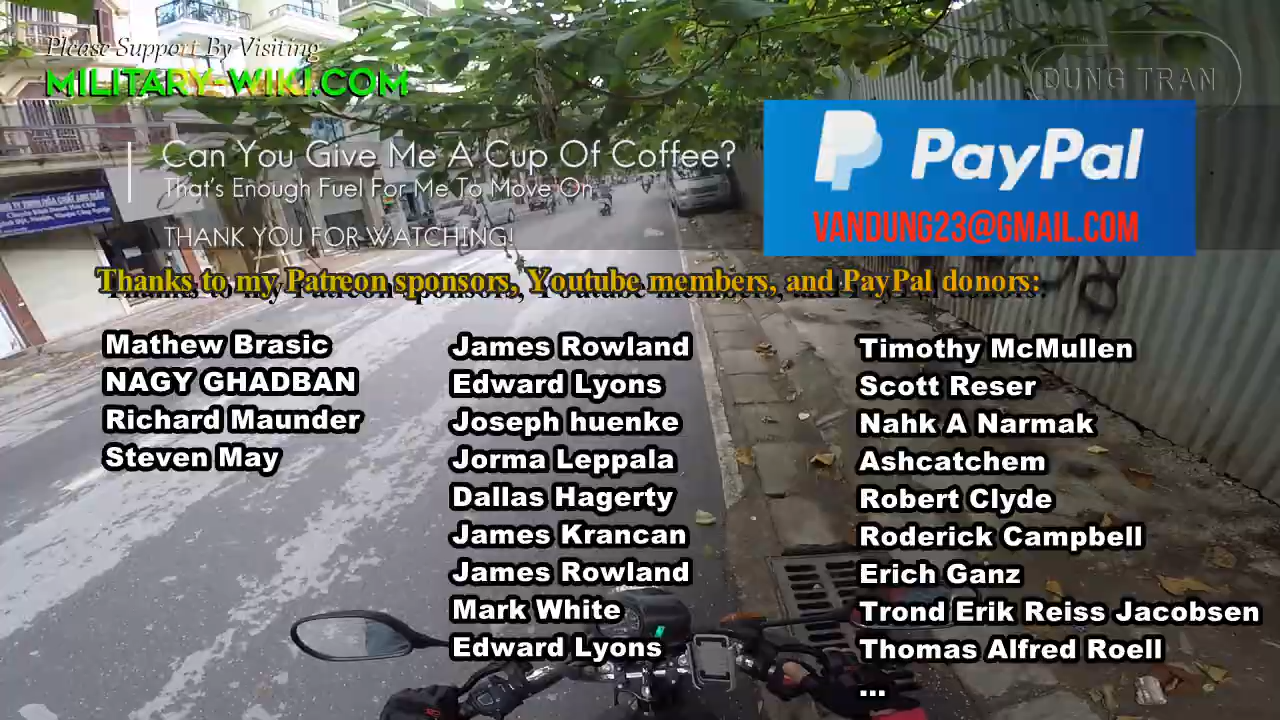 Please Support By Visiting
MILITARY-WIKI.COM
DUNG TRAN
Can You Give Me A Cup Of Coffee?
That's Enough Fuel For Me To Move On
THANK YOU FOR WATCHING!
PayPal
VANDUNG23@GMAIL.COM
Thanks to my Patreon sponsors, Youtube members, and PayPal donors:
Mathew Brasic
NAGY GHADBAN
Richard Maunder
Steven May
James Rowland
Edward Lyons
Joseph huenke
Jorma Leppala
Dallas Hagerty
James Krancan
James Rowland
Mark White
Edward Lyons
Timothy McMullen
Scott Reser
Nahk A Narmak
Ashcatchem
Robert Clyde
Roderick Campbell
Erich Ganz
Trond Erik Reiss Jacobsen
Thomas Alfred Roell
...